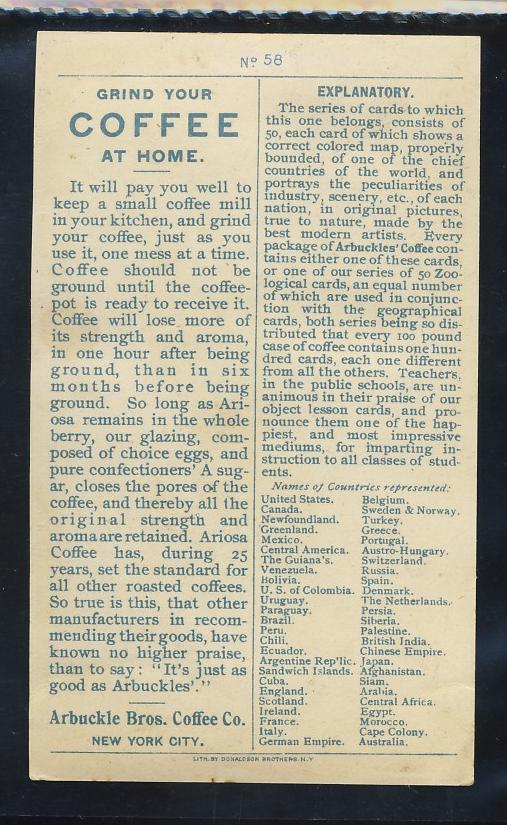 No 58
GRIND YOUR
COFFEE
AT HOME.
It will pay you well to
keep a small coffee mill
in your kitchen, and grind
your coffee, just as you
use it, one mess at a time.
Coffee should not be
ground until the coffee-
pot is ready to receive it.
Coffee will lose more of
its strength and aroma,
in one hour after being
ground, than in six
months before being
ground. So long as Ari-
osa remains in the whole
berry, our glazing, com-
posed of choice eggs, and
pure confectioners' A sug-
ar, closes the pores of the
coffee, and thereby all the
original strength and
aroma are retained. Ariosa
Coffee has, during 25
years, set the standard for
all other roasted coffees.
So true is this, that other
manufacturers in recom-
mending their goods, have
known no higher praise,
than to say: "It's just as
good as Arbuckles'."
Arbuckle Bros. Coffee Co.
NEW YORK CITY.
EXPLANATORY.
The series of cards to which
this one belongs, consists of
50, each card of which shows a
correct colored map, properly
bounded, of one of the chief
countries of the world, and
portrays the peculiarities of
industry, scenery, etc., of each
nation, in original pictures,
true to nature, made by the
best modern artists. Every
package of Arbuckles' Coffee con-
tains either one of these cards,
or one of our series of 50 Zoo-
logical cards, an equal number
of which are used in conjunc-
tion with the geographical
cards, both series being so dis-
tributed that every 100 pound
case of coffee contains one hun-
dred cards, each one different
from all the others. Teachers,
in the public schools, are un-
animous in their praise of our
object lesson cards, and pro-
nounce them one of the hap-
piest, and most impressive
mediums, for imparting in-
struction to all classes of stud-
ents.
Names of Countries represented:
United States.
Canada.
Newfoundland.
Greenland.
Mexico.
Central America.
The Guiana's.
Venezuela.
Bolivia.
U. S. of Colombia.
Uruguay.
Paraguay.
Brazil.
Peru.
Chili.
Ecuador.
Argentine Rep'lic.
Sandwich Islands.
Cuba.
England.
Scotland.
Ireland.
France.
Italy.
German Empire.
Belgium.
Sweden & Norway.
Turkey.
Greece.
Portugal.
Austro-Hungary.
Switzerland.
Russia.
Spain.
Denmark.
The Netherlands.
Persia.
Siberia.
Palestine.
British India.
Chinese Empire.
Japan.
Afghanistan.
Siam.
Arabia.
Central Africa.
Egypt.
Morocco.
Cape Colony.
Australia.
LITH. BY DONALDSON BROTHERS. N.Y